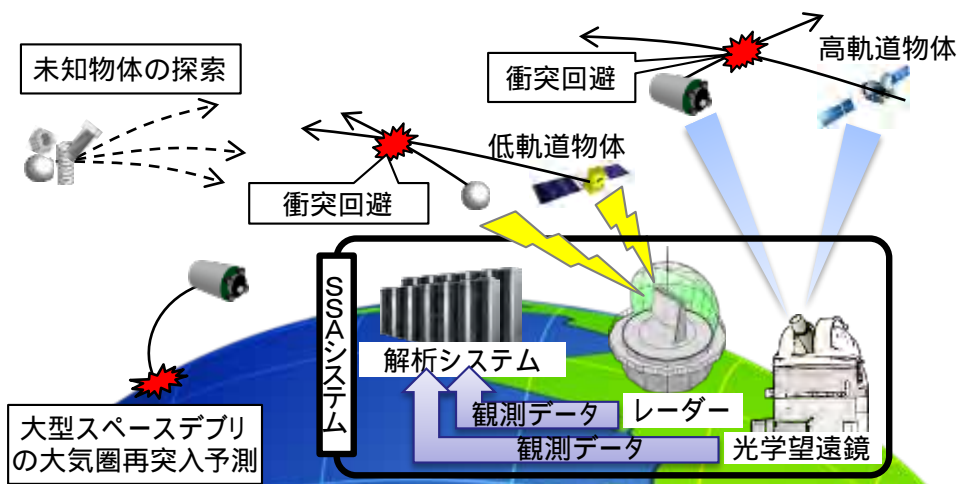 未知物体の探索
衝突回避
高軌道物体
低軌道物体
衝突回避
SSAシステム
解析システム
観測データ
レーダー
観測データ
光学望遠鏡
大型スペースデブリ
の大気圏再突入予測